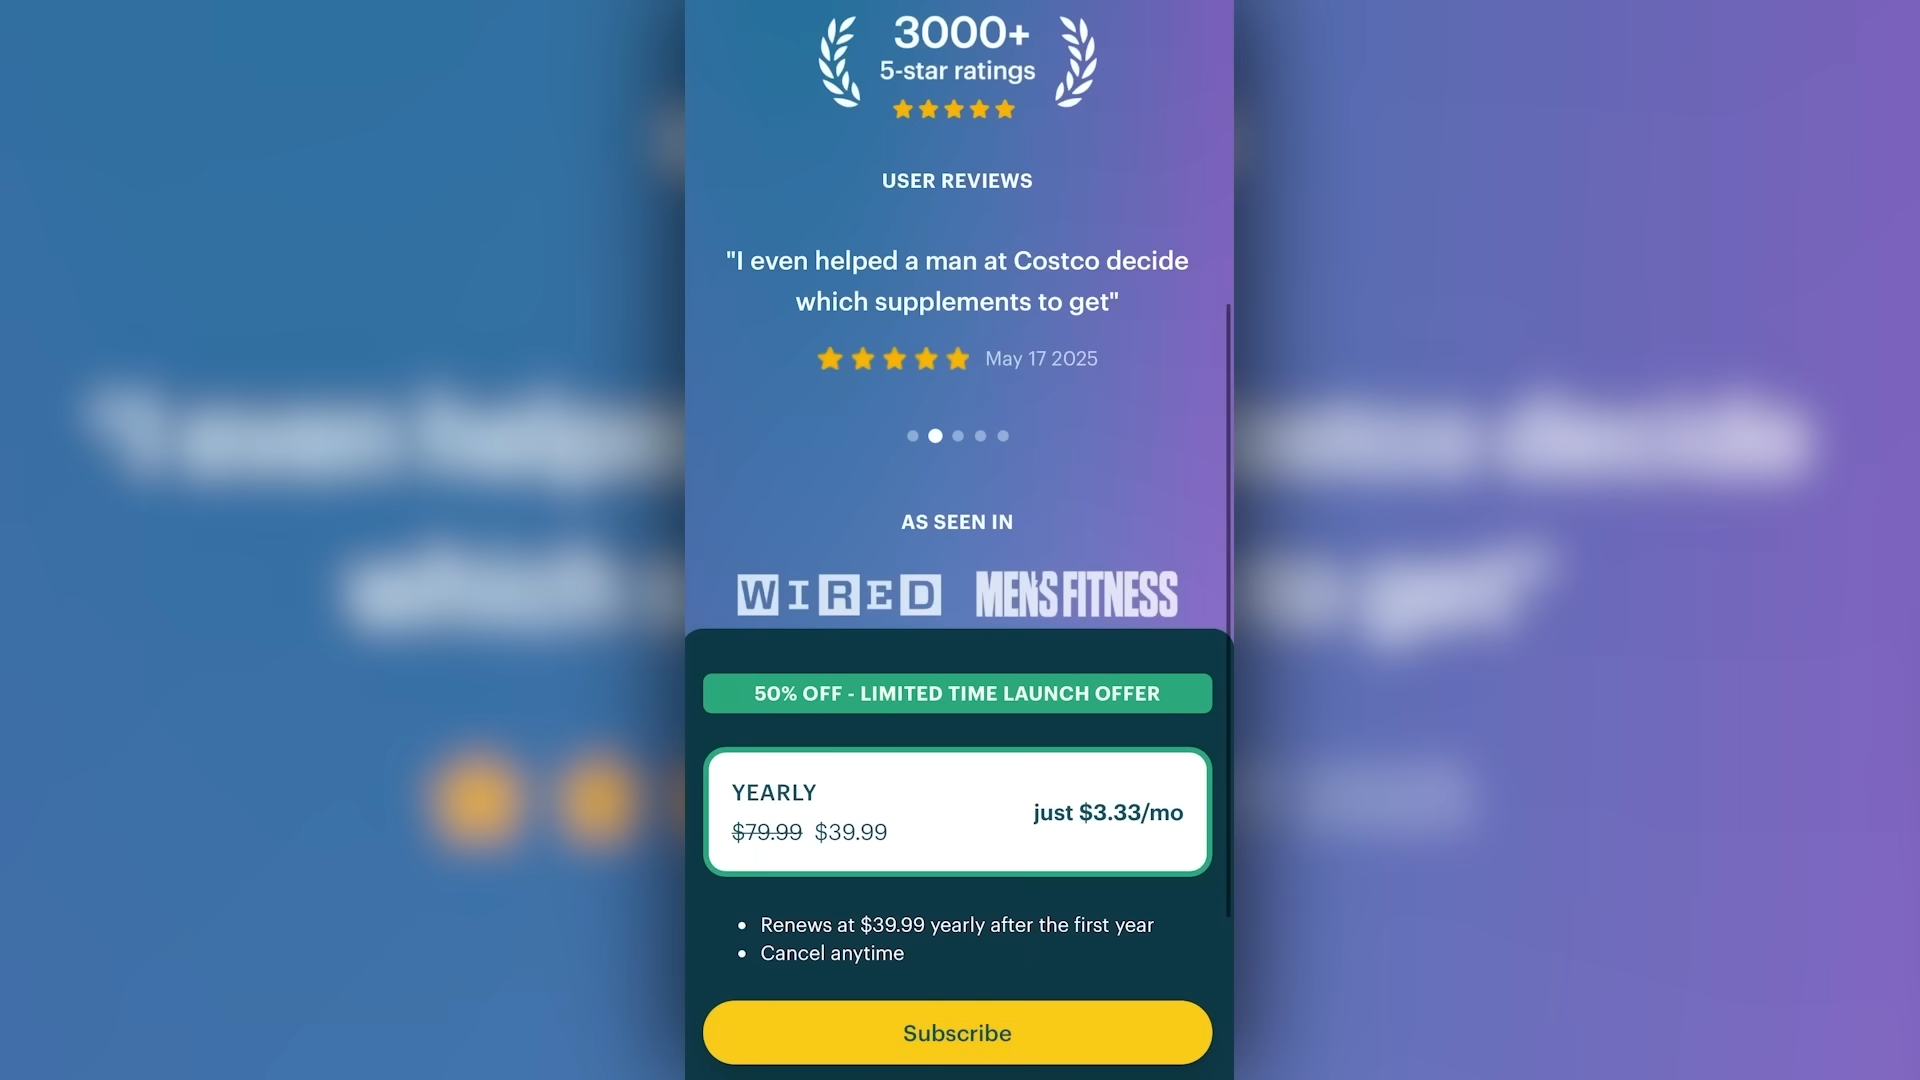 3000+
5-star ratings
USER REVIEWS
"I even helped a man at Costco decide
which supplements to get"
May 17 2025
AS SEEN IN
WIRED MEN'S FITNESS
50% OFF - LIMITED TIME LAUNCH OFFER
YEARLY
$79.99 $39.99
just $3.33/mo
• Renews at $39.99 yearly after the first year
• Cancel anytime
Subscribe